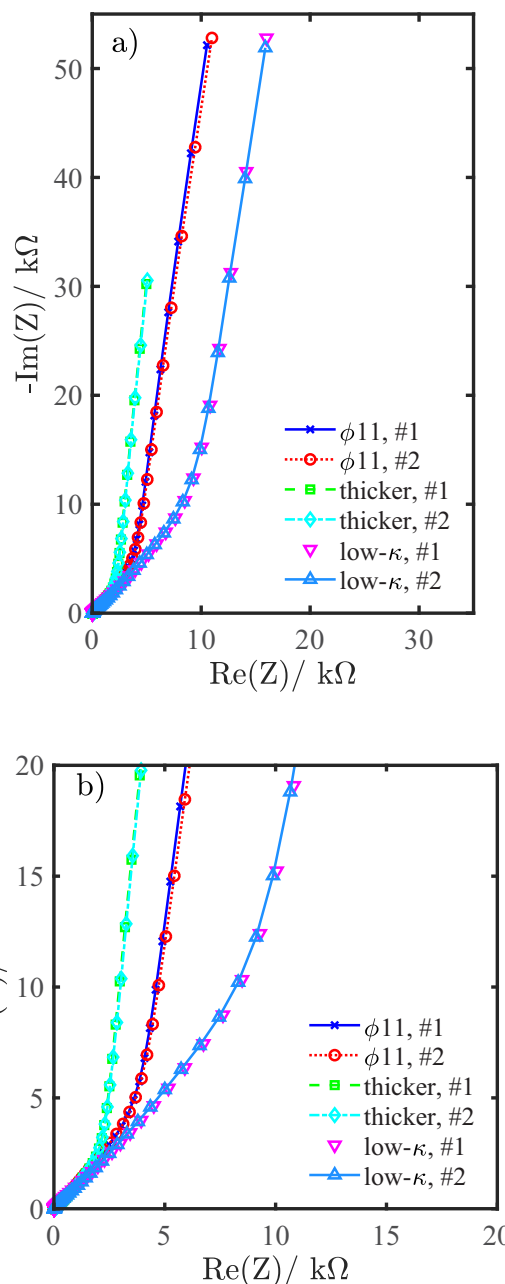 a)
50
40
30
20
10
0
-Im(Z)/ kΩ
ϕ11, #1
ϕ11, #2
thicker, #1
thicker, #2
low-κ, #1
low-κ, #2
0 10 20 30
Re(Z)/ kΩ
b)
20
15
10
5
0
ϕ11, #1
ϕ11, #2
thicker, #1
thicker, #2
low-κ, #1
low-κ, #2
0 5 10 15 20
Re(Z)/ kΩ